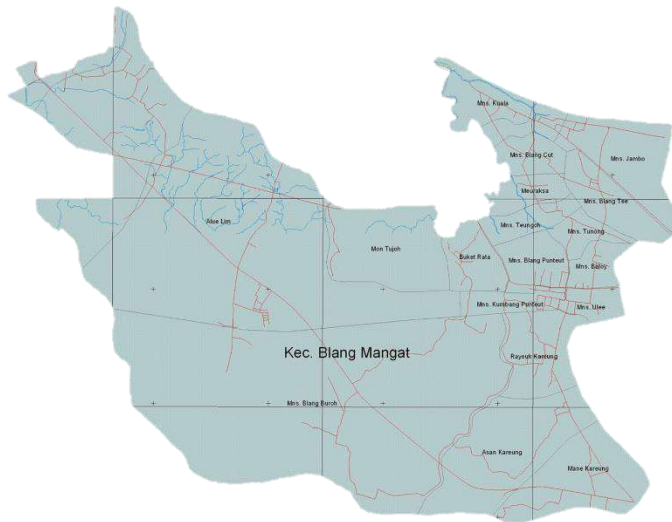 Mns. Kuala
Mns. Blang Cut
Mns. Jambo
Meuraksa
Mns. Blang Tee
Alue Lim
Mns. Teungoh
Mns. Tunong
Mon Tujoh
Buket Rata
Mns. Blang Punteut
Mns. Baloy
Mns. Kumbang Punteut
Mns. Ulee
Kec. Blang Mangat
Rayeuk Kareung
Mns. Blang Buroh
Asan Kareung
Mane Kareung